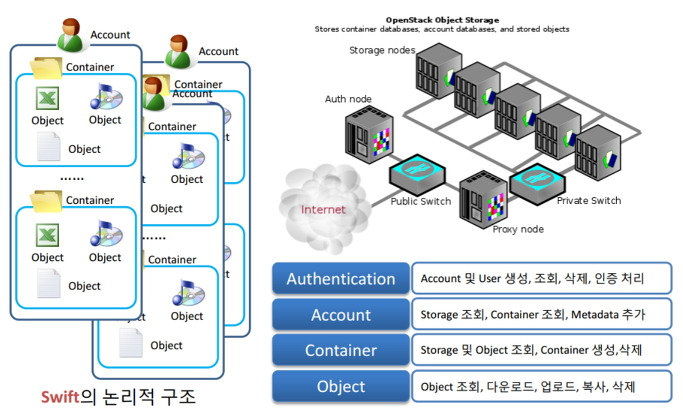 Account
Container
Object
Object
Object
......
Container
Object
Object
Object
Account
Container
Account
Container
Object
Object
......
Container
Object
Object
Object
Swift의 논리적 구조
OpenStack Object Storage
Stores container databases, account databases, and stored objects
Storage nodes
Auth node
Internet
Public Switch
Private Switch
Proxy node
Authentication
Account 및 User 생성, 조회, 삭제, 인증 처리
Account
Storage 조회, Container 조회, Metadata 추가
Container
Storage 및 Object 조회, Container 생성,삭제
Object
Object 조회, 다운로드, 업로드, 복사, 삭제